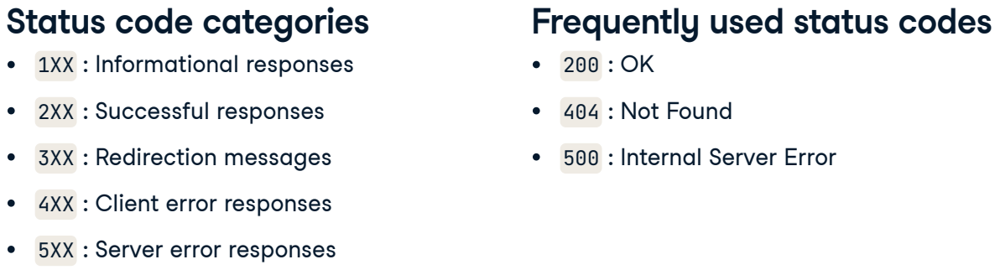 Status code categories
• 1XX : Informational responses
• 2XX : Successful responses
• 3XX : Redirection messages
• 4XX : Client error responses
• 5XX : Server error responses
Frequently used status codes
• 200 : OK
• 404 : Not Found
• 500 : Internal Server Error